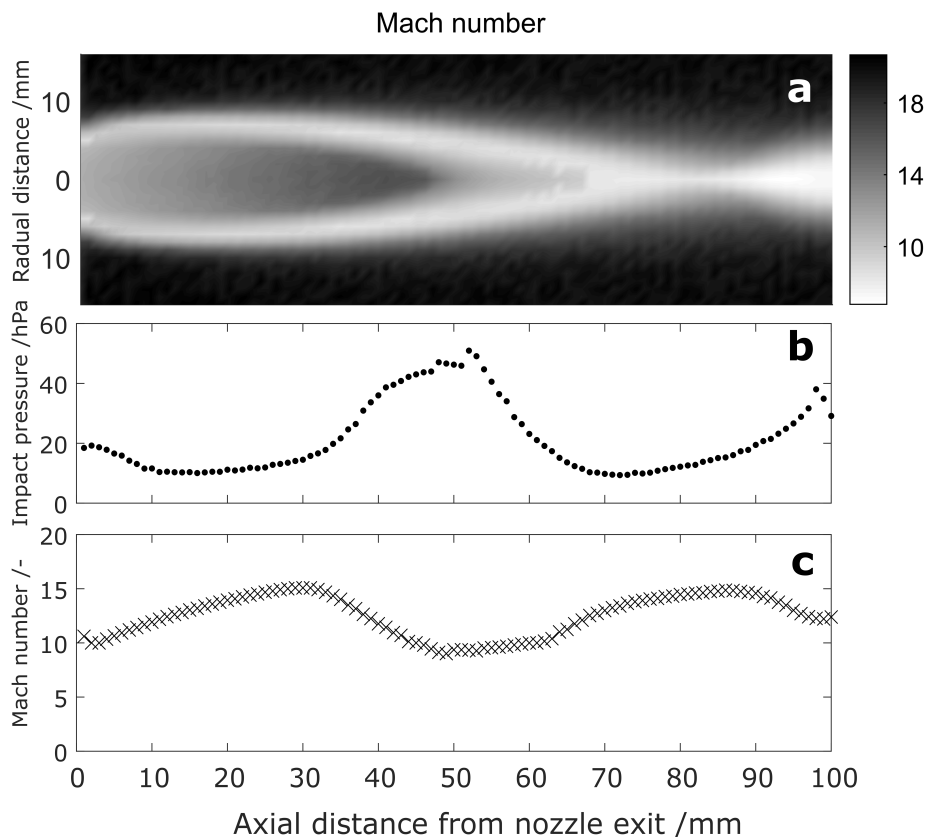 Mach number
a
Radual distance /mm
10
0
10
18
14
10
b
Impact pressure /hPa
60
40
20
0
c
Mach number /-
20
15
10
5
0
0 10 20 30 40 50 60 70 80 90 100
Axial distance from nozzle exit /mm